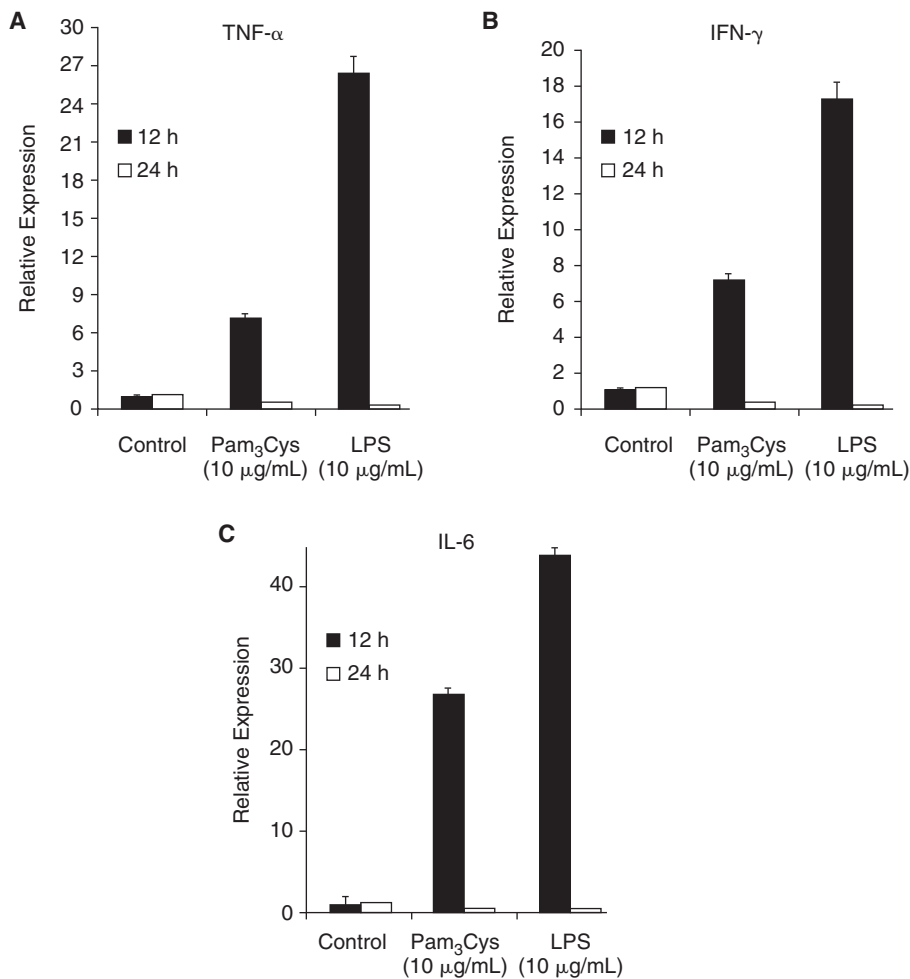 A
TNF-α
30
27
24
21
18
15
12
9
6
3
0
Relative Expression
12 h
24 h
Control
Pam₃Cys
(10 μg/mL)
LPS
(10 μg/mL)
B
IFN-γ
20
18
16
14
12
10
8
6
4
2
0
Relative Expression
12 h
24 h
Control
Pam₃Cys
(10 μg/mL)
LPS
(10 μg/mL)
C
IL-6
40
30
20
10
0
Relative Expression
12 h
24 h
Control
Pam₃Cys
(10 μg/mL)
LPS
(10 μg/mL)